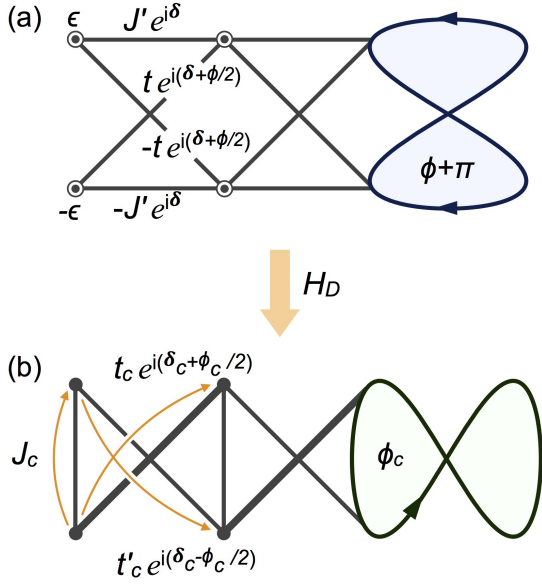 (a)
ϵ
J′e^{iδ}
t e^{i(δ+ϕ/2)}
-t e^{i(δ+ϕ/2)}
ϕ+π
-ϵ
-J′e^{iδ}
H_D
(b)
t_c e^{i(δ_c+ϕ_c/2)}
J_c
ϕ_c
t′_c e^{i(δ_c-ϕ_c/2)}